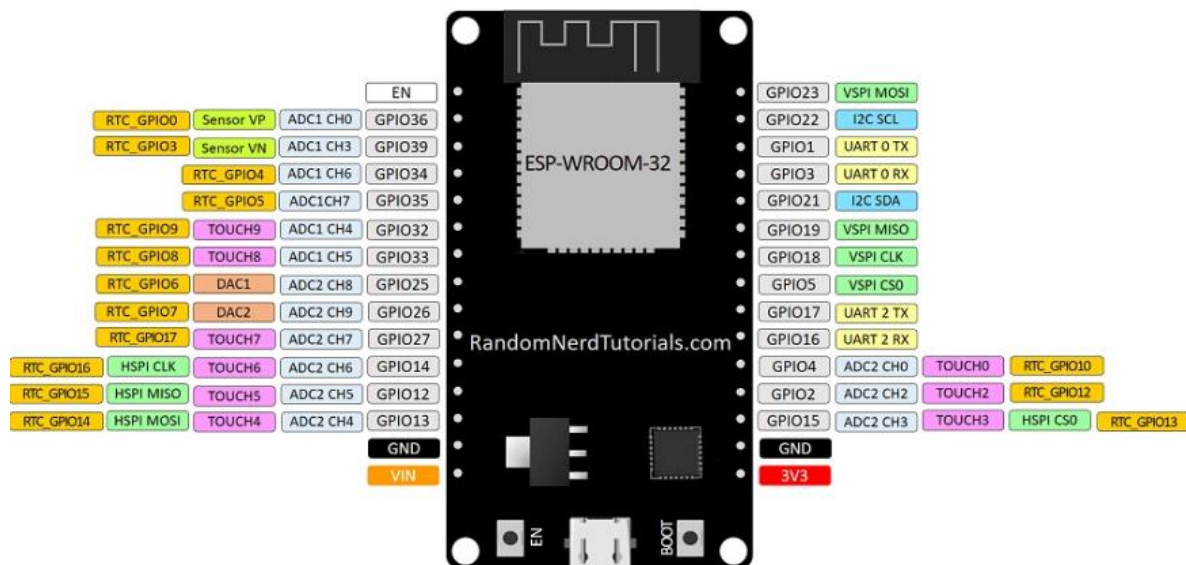 EN GPIO23 VSPI MOSI
RTC_GPIO0 Sensor VP ADC1 CH0 GPIO36 GPIO22 I2C SCL
RTC_GPIO3 Sensor VN ADC1 CH3 GPIO39 GPIO1 UART 0 TX
RTC_GPIO4 ADC1 CH6 GPIO34 ESP-WROOM-32 GPIO3 UART 0 RX
RTC_GPIO5 ADC1CH7 GPIO35 GPIO21 I2C SDA
RTC_GPIO9 TOUCH9 ADC1 CH4 GPIO32 GPIO19 VSPI MISO
RTC_GPIO8 TOUCH8 ADC1 CH5 GPIO33 GPIO18 VSPI CLK
RTC_GPIO6 DAC1 ADC2 CH8 GPIO25 GPIO5 VSPI CS0
RTC_GPIO7 DAC2 ADC2 CH9 GPIO26 GPIO17 UART 2 TX
RTC_GPIO17 TOUCH7 ADC2 CH7 GPIO27 RandomNerdTutorials.com GPIO16 UART 2 RX
RTC_GPIO16 HSPI CLK TOUCH6 ADC2 CH6 GPIO14 GPIO4 ADC2 CH0 TOUCH0 RTC_GPIO10
RTC_GPIO15 HSPI MISO TOUCH5 ADC2 CH5 GPIO12 GPIO2 ADC2 CH2 TOUCH2 RTC_GPIO12
RTC_GPIO14 HSPI MOSI TOUCH4 ADC2 CH4 GPIO13 GPIO15 ADC2 CH3 TOUCH3 HSPI CS0 RTC_GPIO13
GND GND
VIN 3V3
EN BOOT